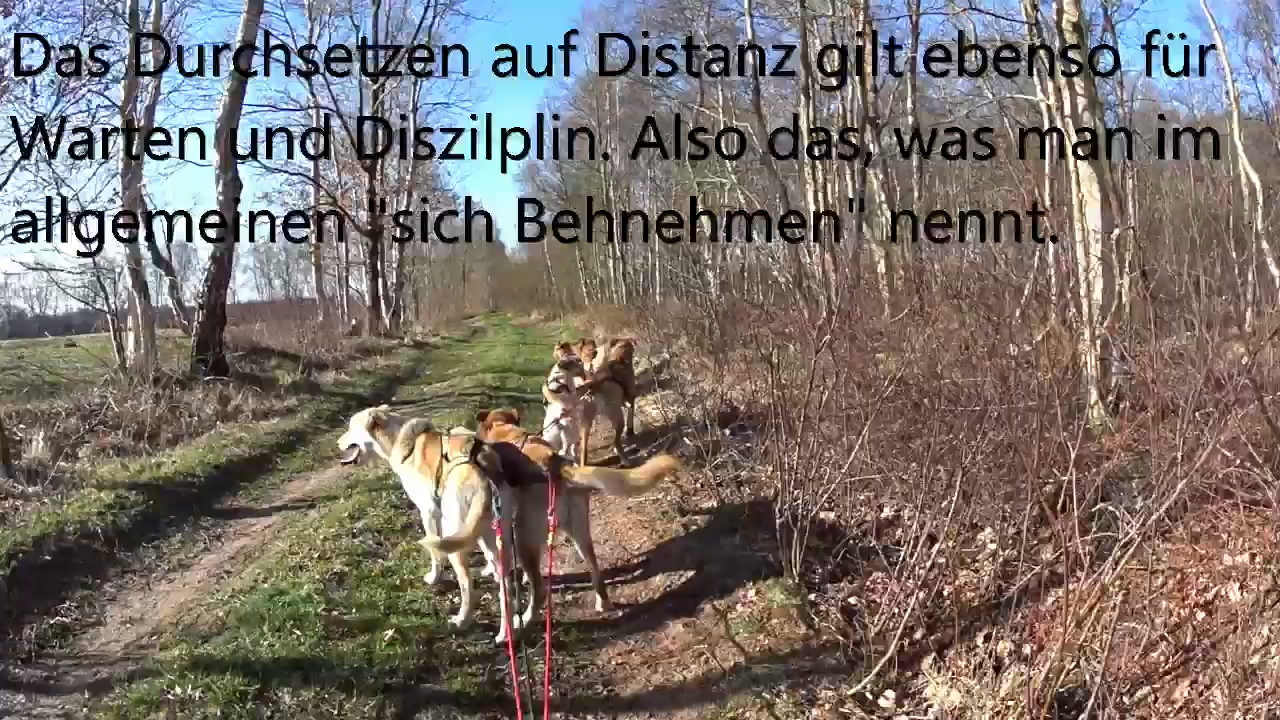 Das Durchsetzen auf Distanz gilt ebenso für
Warten und Diszilplin. Also das, was man im
allgemeinen "sich Behnehmen" nennt.